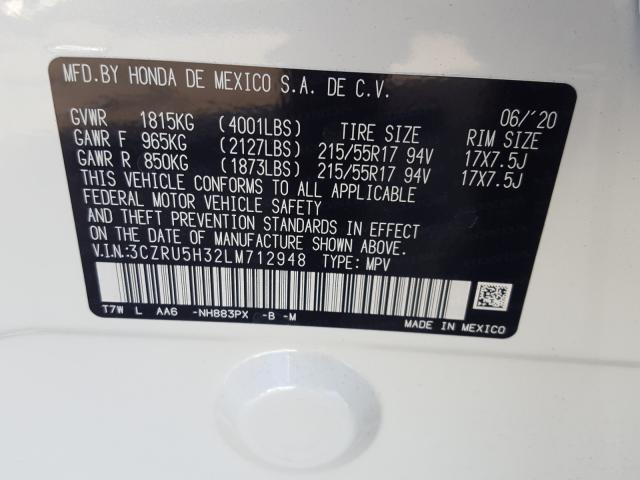 MFD.BY HONDA DE MEXICO S.A. DE C.V.
06/'20
GVWR 1815KG (4001LBS) TIRE SIZE RIM SIZE
GAWR F 965KG (2127LBS) 215/55R17 94V 17X7.5J
GAWR R 850KG (1873LBS) 215/55R17 94V 17X7.5J
THIS VEHICLE CONFORMS TO ALL APPLICABLE
FEDERAL MOTOR VEHICLE SAFETY
AND THEFT PREVENTION STANDARDS IN EFFECT
ON THE DATE OF MANUFACTURE SHOWN ABOVE.
V.I.N.:3CZRU5H32LM712948 TYPE: MPV
T7W L AA6 -NH883PX -B -M
MADE IN MEXICO